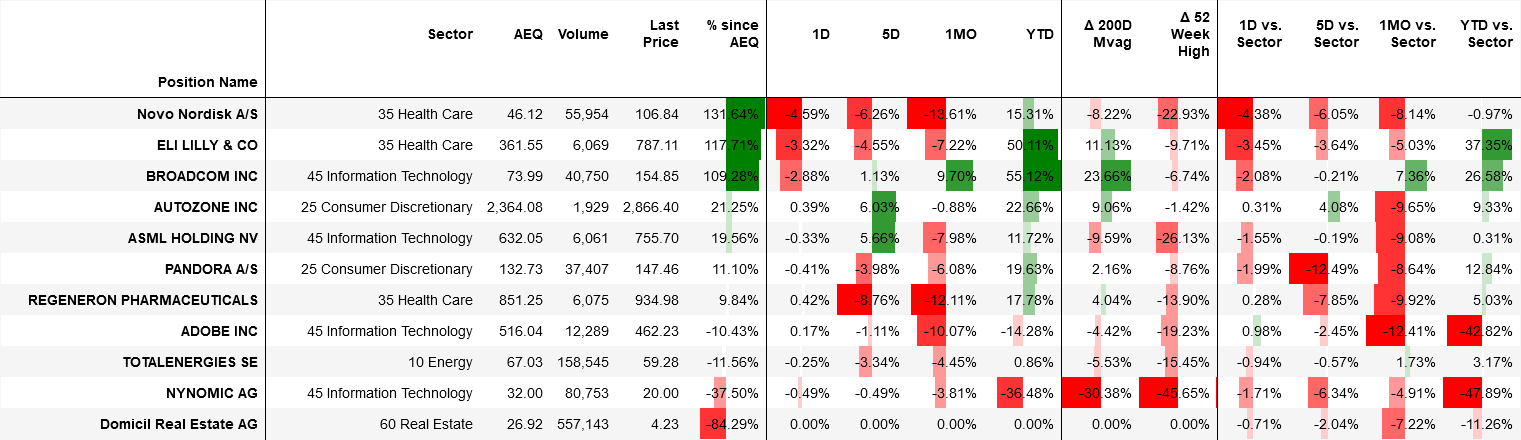 Position Name Sector AEQ Volume Last Price % since AEQ 1D 5D 1MO YTD Δ 200D Mvag Δ 52 Week High 1D vs. Sector 5D vs. Sector 1MO vs. Sector YTD vs. Sector
Novo Nordisk A/S 35 Health Care 46.12 55,954 106.84 131.64% -4.59% -6.26% -13.61% 15.31% -8.22% -22.93% -4.38% -6.05% -8.14% -0.97%
ELI LILLY & CO 35 Health Care 361.55 6,069 787.11 117.71% -3.32% -4.55% -7.22% 50.11% 11.13% -9.71% -3.45% -3.64% -5.03% 37.35%
BROADCOM INC 45 Information Technology 73.99 40,750 154.85 109.28% -2.88% 1.13% 9.70% 55.12% 23.66% -6.74% -2.08% -0.21% 7.36% 26.58%
AUTOZONE INC 25 Consumer Discretionary 2,364.08 1,929 2,866.40 21.25% 0.39% 6.03% -0.88% 22.66% 9.06% -1.42% 0.31% 4.08% -9.65% 9.33%
ASML HOLDING NV 45 Information Technology 632.05 6,061 755.70 19.56% -0.33% 5.66% -7.98% 11.72% -9.59% -26.13% -1.55% -0.19% -9.08% 0.31%
PANDORA A/S 25 Consumer Discretionary 132.73 37,407 147.46 11.10% -0.41% -3.98% -6.08% 19.63% 2.16% -8.76% -1.99% -12.49% -8.64% 12.84%
REGENERON PHARMACEUTICALS 35 Health Care 851.25 6,075 934.98 9.84% 0.42% -8.76% -12.11% 17.78% 4.04% -13.90% 0.28% -7.85% -9.92% 5.03%
ADOBE INC 45 Information Technology 516.04 12,289 462.23 -10.43% 0.17% -1.11% -10.07% -14.28% -4.42% -19.23% 0.98% -2.45% -12.41% -42.82%
TOTALENERGIES SE 10 Energy 67.03 158,545 59.28 -11.56% -0.25% -3.34% -4.45% 0.86% -5.53% -15.45% -0.94% -0.57% 1.73% 3.17%
NYNOMIC AG 45 Information Technology 32.00 80,753 20.00 -37.50% -0.49% -0.49% -3.81% -36.48% -30.38% -45.65% -1.71% -6.34% -4.91% -47.89%
Domicil Real Estate AG 60 Real Estate 26.92 557,143 4.23 -84.29% 0.00% 0.00% 0.00% 0.00% 0.00% 0.00% -0.71% -2.04% -7.22% -11.26%